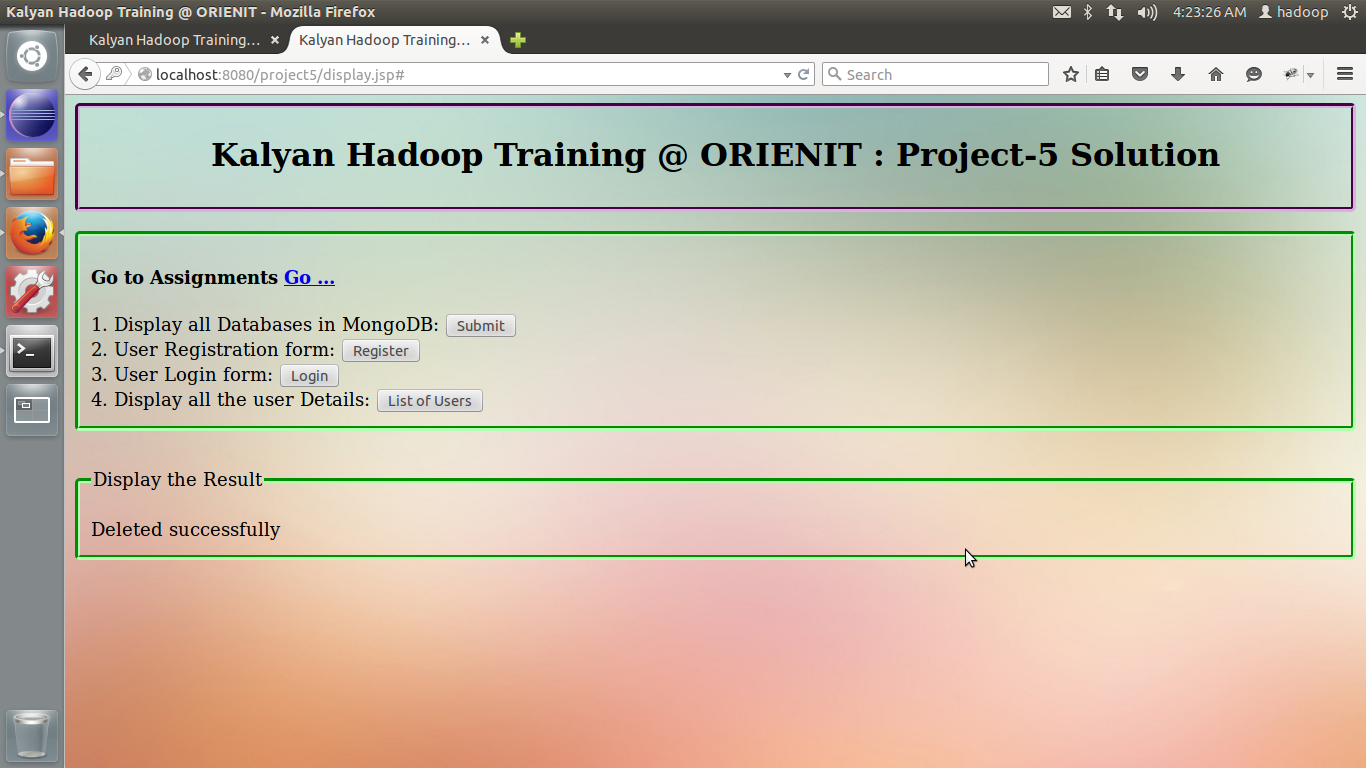 Kalyan Hadoop Training @ ORIENIT - Mozilla Firefox
4:23:26 AM hadoop
Kalyan Hadoop Training... Kalyan Hadoop Training...
localhost:8080/project5/display.jsp# Search
Kalyan Hadoop Training @ ORIENIT : Project-5 Solution
Go to Assignments Go ...
1. Display all Databases in MongoDB: Submit
2. User Registration form: Register
3. User Login form: Login
4. Display all the user Details: List of Users
Display the Result
Deleted successfully